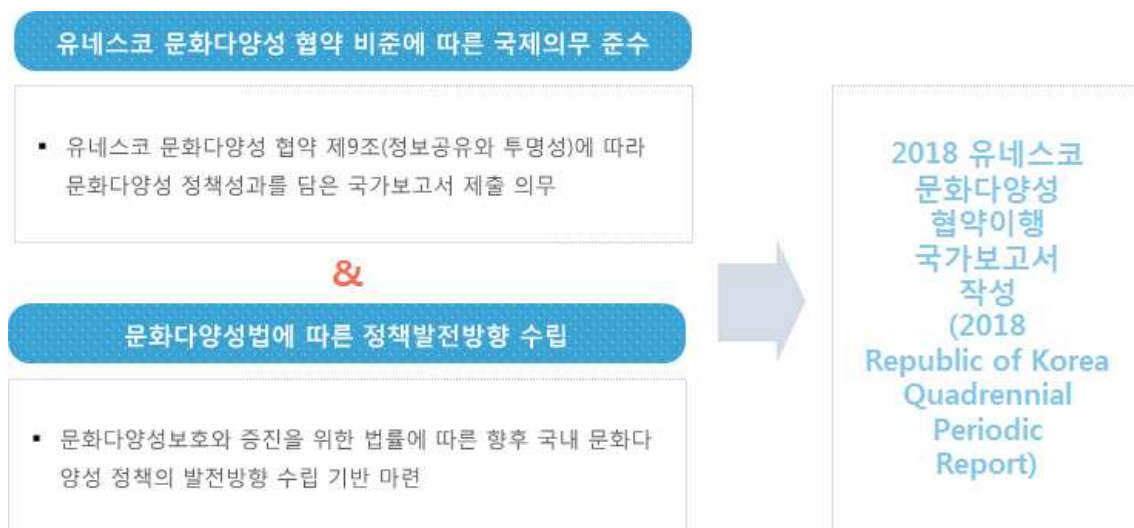 유네스코 문화다양성 협약 비준에 따른 국제의무 준수
▪ 유네스코 문화다양성 협약 제9조(정보공유와 투명성)에 따라
문화다양성 정책성과를 담은 국가보고서 제출 의무
&
문화다양성법에 따른 정책발전방향 수립
▪ 문화다양성보호와 증진을 위한 법률에 따른 향후 국내 문화다
양성 정책의 발전방향 수립 기반 마련
2018 유네스코
문화다양성
협약이행
국가보고서
작성
(2018
Republic of Korea
Quadrennial
Periodic
Report)